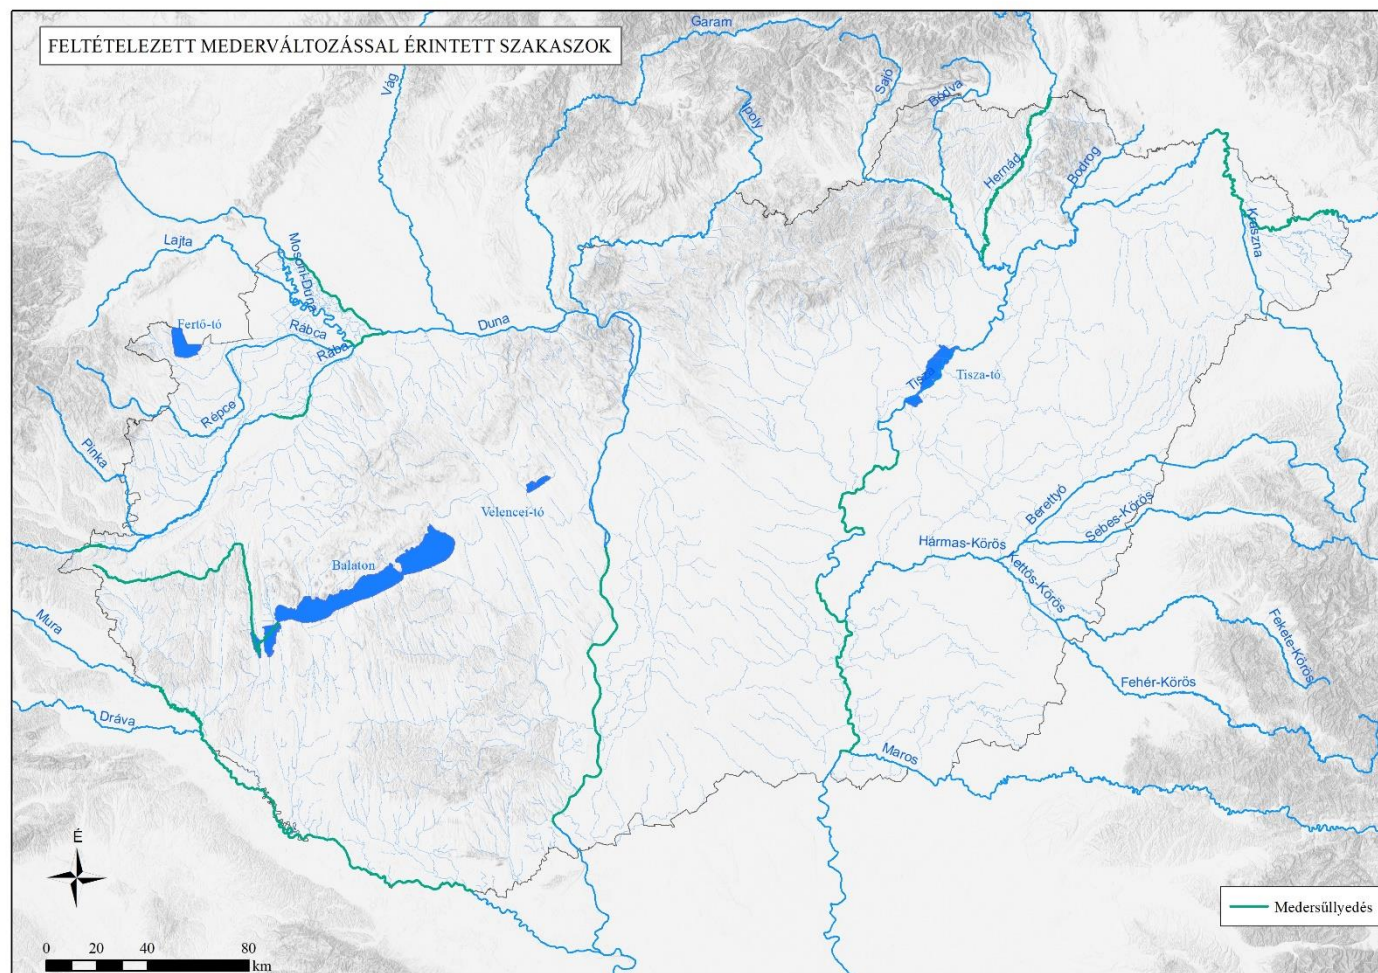 FELTÉTELEZETT MEDERVÁLTOZÁSSAL ÉRINTETT SZAKASZOK
Garam
Vág
Sajó
Bódva
Ipoly
Hernád
Bodrog
Kraszna
Lajta
Mosoni-Duna
Fertő-tó
Rábca
Rába
Duna
Tisza
Tisza-tó
Répce
Pinka
Velencei-tó
Berettyó
Sebes-Körös
Hármas-Körös
Balaton
Kettős-Körös
Mura
Fekete-Körös
Fehér-Körös
Dráva
Maros
É
Medersüllyedés
0 20 40 80
km